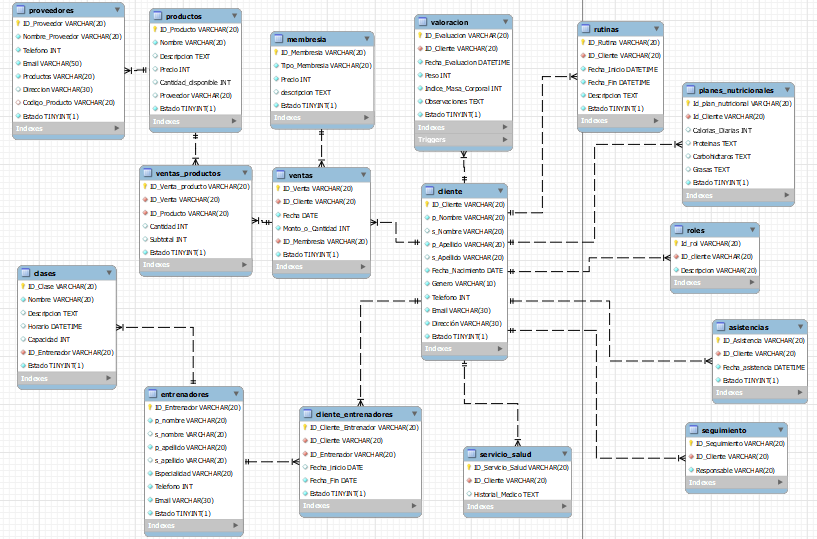 proveedores
ID_Proveedor VARCHAR(20)
Nombre_Proveedor VARCHAR(20)
Telefono INT
Email VARCHAR(50)
Productos VARCHAR(20)
Direccion VARCHAR(30)
Codigo_Producto VARCHAR(20)
Estado TINYINT(1)
Indexes
productos
ID_Producto VARCHAR(20)
Nombre VARCHAR(20)
Descripcion TEXT
Precio INT
Cantidad_disponible INT
Proveedor VARCHAR(20)
Estado TINYINT(1)
Indexes
membresia
ID_Membresia VARCHAR(20)
Tipo_Membresia VARCHAR(20)
Precio INT
descripcion TEXT
Estado TINYINT(1)
Indexes
valoracion
ID_Evaluacion VARCHAR(20)
ID_Cliente VARCHAR(20)
Fecha_Evaluacion DATETIME
Peso INT
Indice_Masa_Corporal INT
Observaciones TEXT
Estado TINYINT(1)
Indexes
Triggers
rutinas
ID_Rutina VARCHAR(20)
ID_Cliente VARCHAR(20)
Fecha_Inicio DATETIME
Fecha_Fin DATETIME
Descripcion TEXT
Estado TINYINT(1)
Indexes
planes_nutricionales
Id_plan_nutricional VARCHAR(20)
Id_Cliente VARCHAR(20)
Calorias_Diarias INT
Proteinas TEXT
Carbohidratos TEXT
Grasas TEXT
Estado TINYINT(1)
Indexes
ventas_productos
ID_Venta_producto VARCHAR(20)
ID_Venta VARCHAR(20)
ID_Producto VARCHAR(20)
Cantidad INT
Subtotal INT
Estado TINYINT(1)
Indexes
ventas
ID_Venta VARCHAR(20)
ID_Cliente VARCHAR(20)
Fecha DATE
Monto_o_Cantidad INT
ID_Membresia VARCHAR(20)
Estado TINYINT(1)
Indexes
cliente
ID_Cliente VARCHAR(20)
p_Nombre VARCHAR(20)
s_Nombre VARCHAR(20)
p_Apellido VARCHAR(20)
s_Apellido VARCHAR(20)
Fecha_Nacimiento DATE
Genero VARCHAR(10)
Telefono INT
Email VARCHAR(30)
Dirección VARCHAR(30)
Estado TINYINT(1)
Indexes
roles
Id_rol VARCHAR(20)
ID_cliente VARCHAR(20)
Descripcion VARCHAR(20)
Indexes
clases
ID_Clase VARCHAR(20)
Nombre VARCHAR(20)
Descripcion TEXT
Horario DATETIME
Capacidad INT
ID_Entrenador VARCHAR(20)
Estado TINYINT(1)
Indexes
asistencias
ID_Asistencia VARCHAR(20)
ID_Cliente VARCHAR(20)
Fecha_asistencia DATETIME
Estado TINYINT(1)
Indexes
entrenadores
ID_Entrenador VARCHAR(20)
p_nombre VARCHAR(20)
s_nombre VARCHAR(20)
p_apellido VARCHAR(20)
s_apellido VARCHAR(20)
Especialidad VARCHAR(20)
Telefono INT
Email VARCHAR(30)
Estado TINYINT(1)
Indexes
cliente_entrenadores
ID_Cliente_Entrenador VARCHAR(20)
ID_Cliente VARCHAR(20)
ID_Entrenador VARCHAR(20)
Fecha_Inicio DATE
Fecha_Fin DATE
Estado TINYINT(1)
Indexes
servicio_salud
ID_Servicio_Salud VARCHAR(20)
ID_Cliente VARCHAR(20)
Historial_Medico TEXT
Indexes
seguimiento
ID_Seguimiento VARCHAR(20)
ID_Cliente VARCHAR(20)
Responsable VARCHAR(20)
Indexes